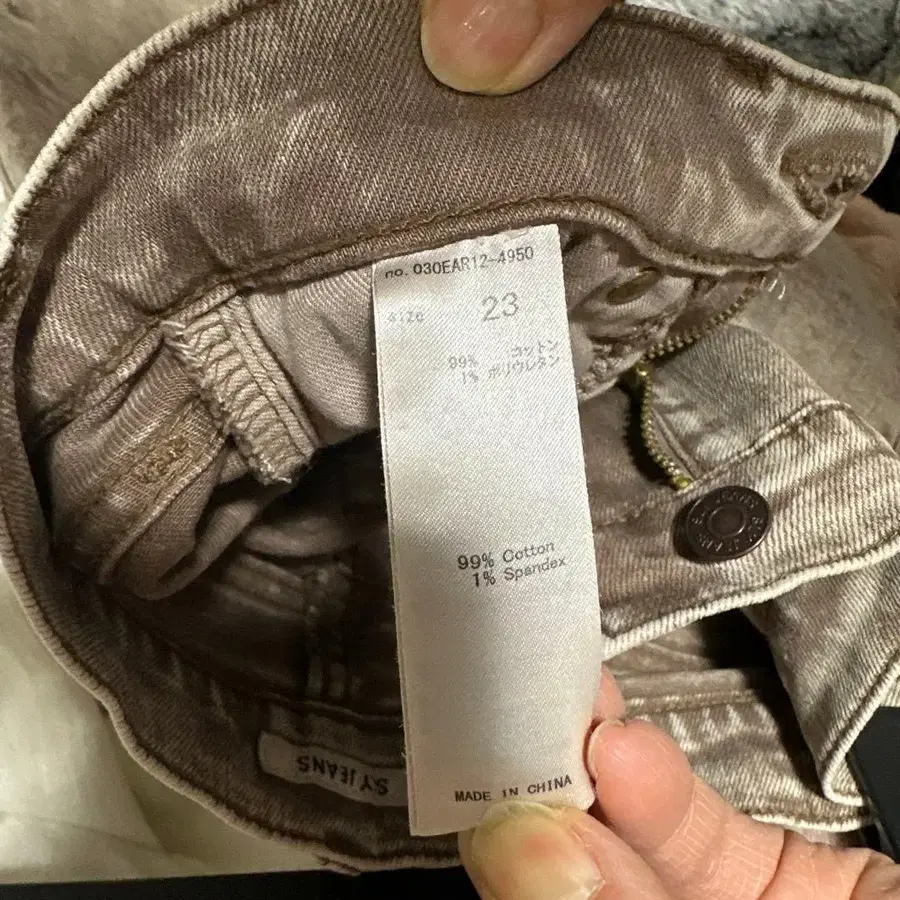 no. 030EAR12-4950
size 23
99% コットン
1% ポリウレタン
99% Cotton
1% Spandex
MADE IN CHINA
SY JEANS